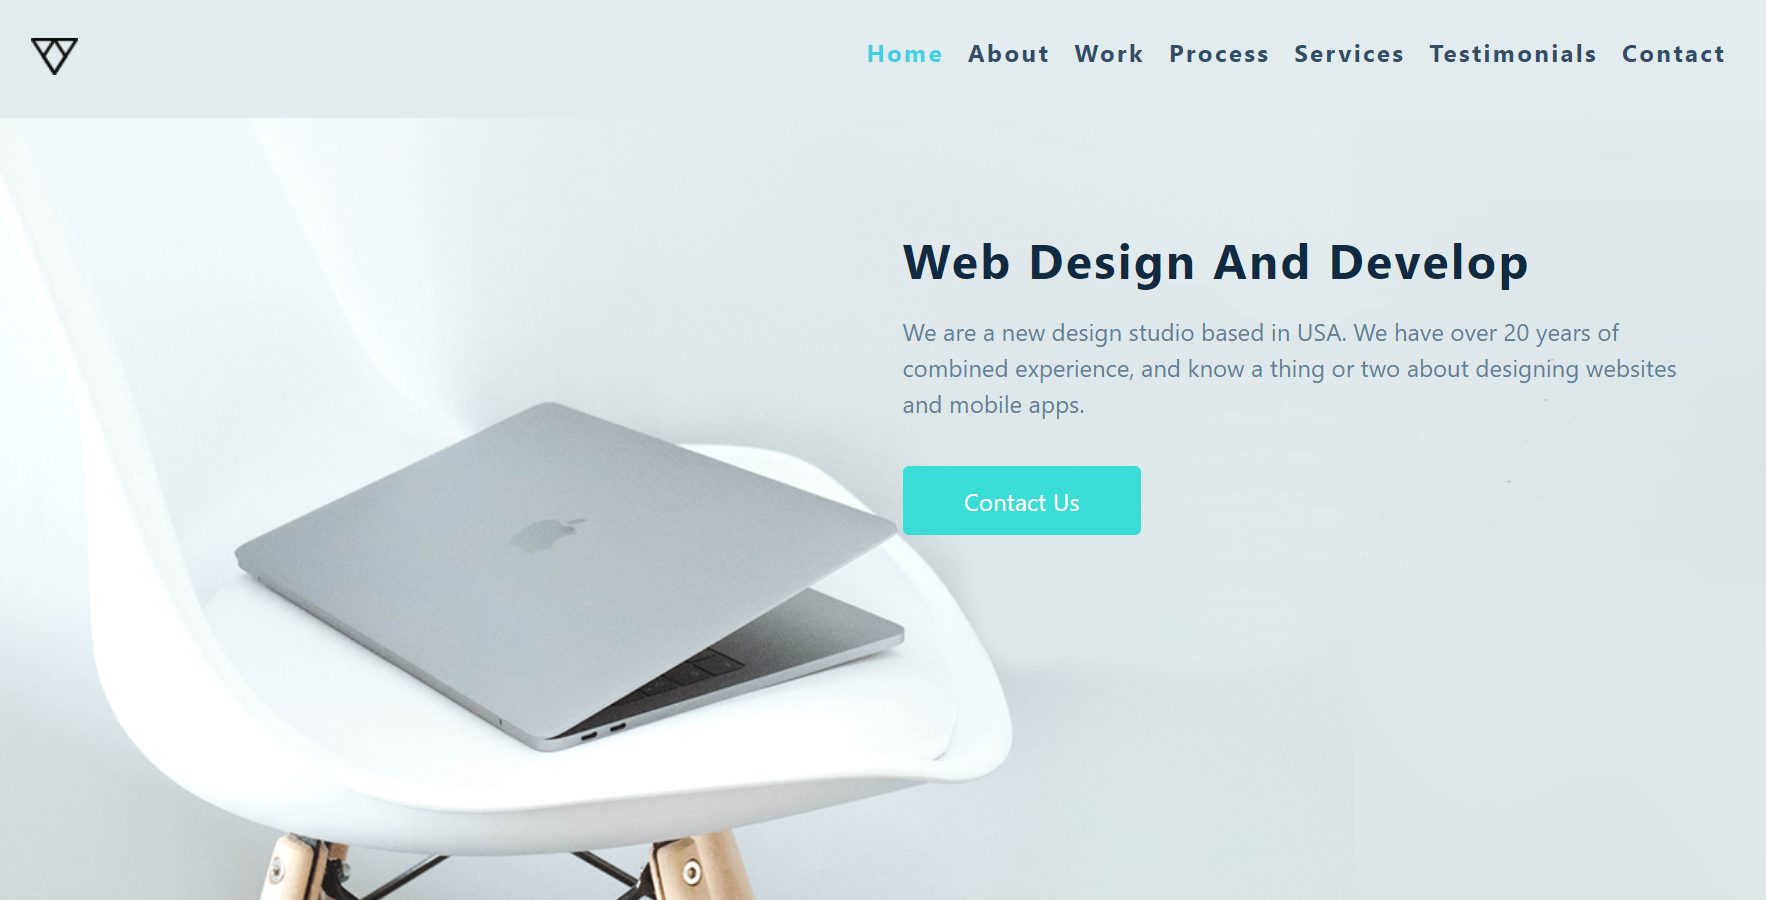 Home About Work Process Services Testimonials Contact
Web Design And Develop
We are a new design studio based in USA. We have over 20 years of
combined experience, and know a thing or two about designing websites
and mobile apps.
Contact Us